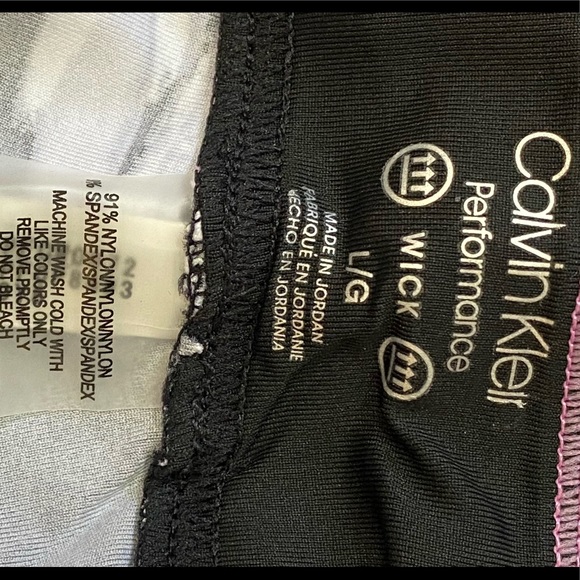 Calvin Klein
Performance
WICK
L/G
MADE IN JORDAN
FABRIQUÉ EN JORDANIE
HECHO EN JORDANIA
91% NYLON/NYLON/NYLON
% SPANDEX/SPANDEX/SPANDEX
MACHINE WASH COLD WITH
LIKE COLORS ONLY
REMOVE PROMPTLY
DO NOT BLEACH